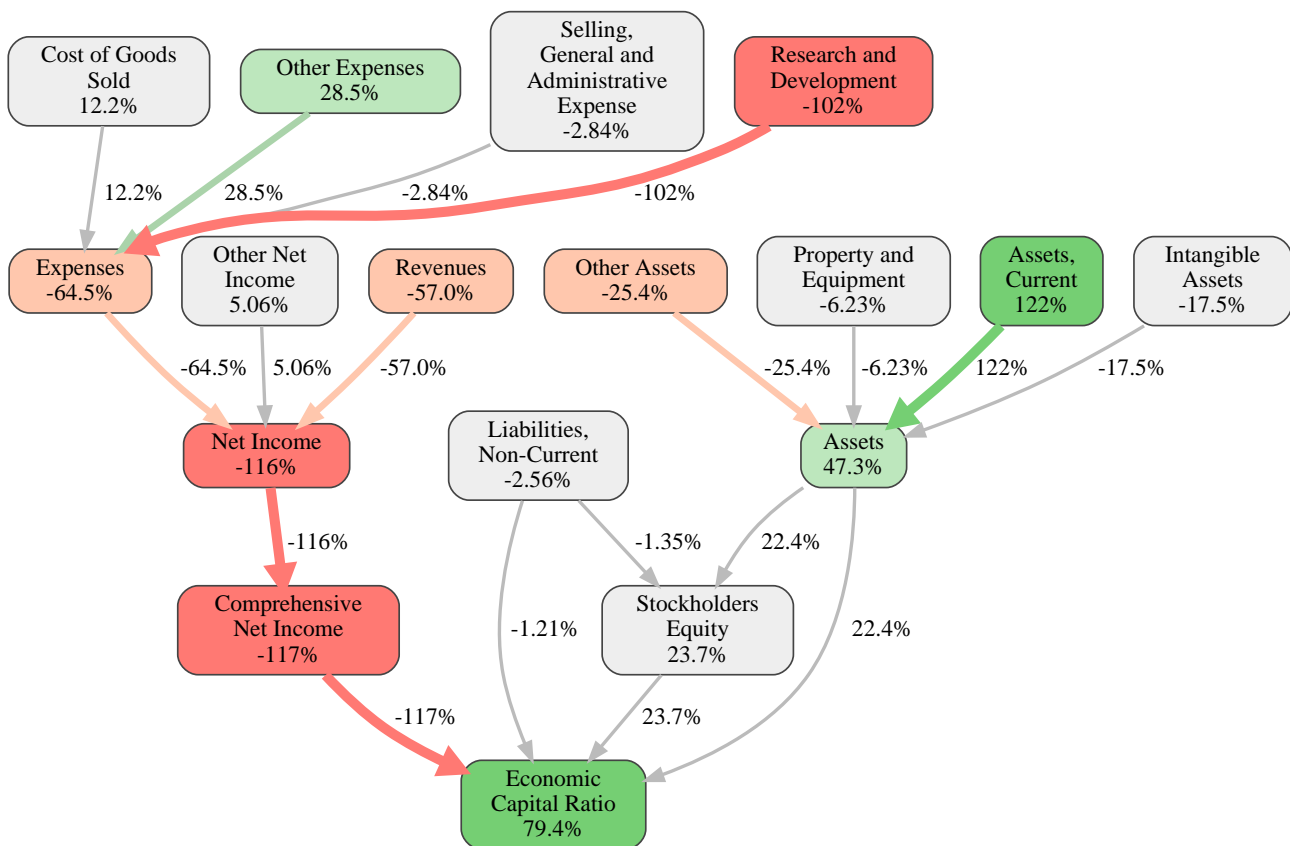 Cost of Goods
Sold
12.2%
Other Expenses
28.5%
Selling,
General and
Administrative
Expense
-2.84%
Research and
Development
-102%
12.2%
28.5%
-2.84%
-102%
Expenses
-64.5%
Other Net
Income
5.06%
Revenues
-57.0%
Other Assets
-25.4%
Property and
Equipment
-6.23%
Assets,
Current
122%
Intangible
Assets
-17.5%
-64.5%
5.06%
-57.0%
-25.4%
-6.23%
122%
-17.5%
Net Income
-116%
Liabilities,
Non-Current
-2.56%
Assets
47.3%
-116%
-1.35%
22.4%
Comprehensive
Net Income
-117%
-1.21%
Stockholders
Equity
23.7%
22.4%
-117%
23.7%
Economic
Capital Ratio
79.4%